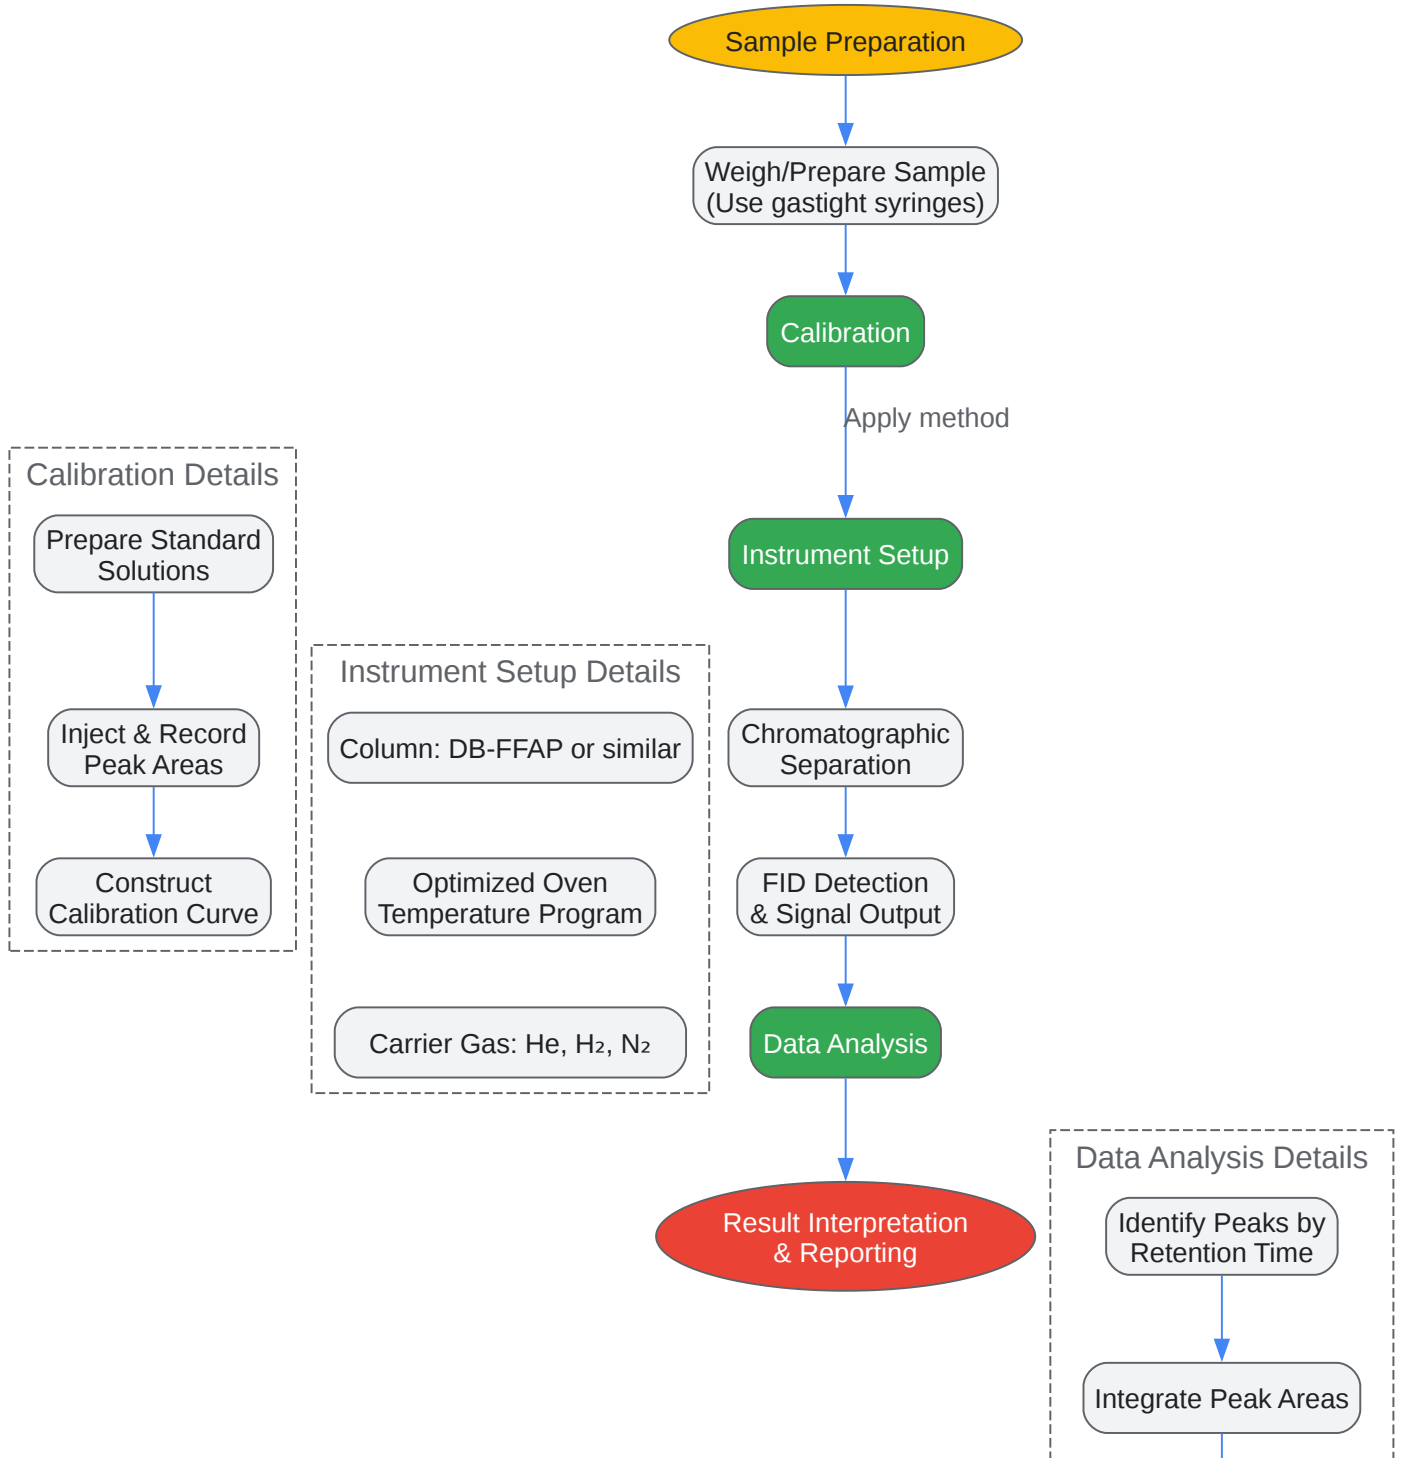 Sample Preparation
Weigh/Prepare Sample
(Use gastight syringes)
Calibration
Apply method
Instrument Setup
Chromatographic
Separation
FID Detection
& Signal Output
Data Analysis
Result Interpretation
& Reporting
Calibration Details
Prepare Standard
Solutions
Inject & Record
Peak Areas
Construct
Calibration Curve
Instrument Setup Details
Column: DB-FFAP or similar
Optimized Oven
Temperature Program
Carrier Gas: He, H₂, N₂
Data Analysis Details
Identify Peaks by
Retention Time
Integrate Peak Areas